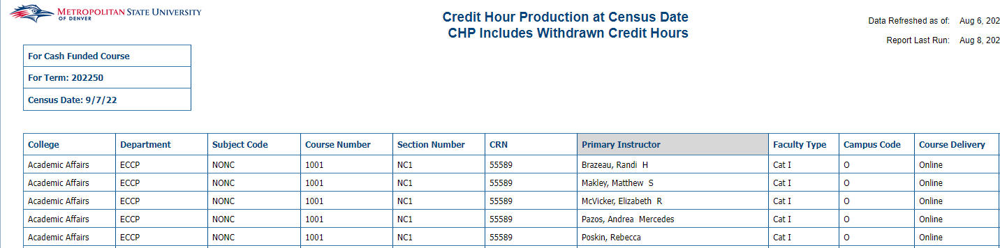 METROPOLITAN STATE UNIVERSITY
OF DENVER
Credit Hour Production at Census Date
CHP Includes Withdrawn Credit Hours
Data Refreshed as of: Aug 6, 202
Report Last Run: Aug 8, 202
For Cash Funded Course
For Term: 202250
Census Date: 9/7/22
College Department Subject Code Course Number Section Number CRN Primary Instructor Faculty Type Campus Code Course Delivery
Academic Affairs ECCP NONC 1001 NC1 55589 Brazeau, Randi H Cat I O Online
Academic Affairs ECCP NONC 1001 NC1 55589 Makley, Matthew S Cat I O Online
Academic Affairs ECCP NONC 1001 NC1 55589 McVicker, Elizabeth R Cat I O Online
Academic Affairs ECCP NONC 1001 NC1 55589 Pazos, Andrea Mercedes Cat I O Online
Academic Affairs ECCP NONC 1001 NC1 55589 Poskin, Rebecca Cat I O Online